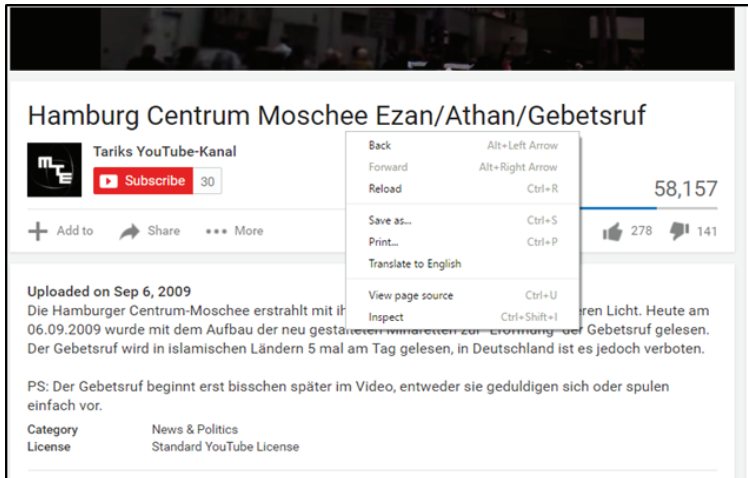 Hamburg Centrum Moschee Ezan/Athan/Gebetsruf
MTE
Tariks YouTube-Kanal
Subscribe 30
58,157
Add to Share More
278 141
Back Alt+Left Arrow
Forward Alt+Right Arrow
Reload Ctrl+R
Save as... Ctrl+S
Print... Ctrl+P
Translate to English
View page source Ctrl+U
Inspect Ctrl+Shift+I
Uploaded on Sep 6, 2009
Die Hamburger Centrum-Moschee erstrahlt mit eren Licht. Heute am
06.09.2009 wurde mit dem Aufbau der neu gestalteten Minaretten zur "Eröffnung" der Gebetsruf gelesen.
Der Gebetsruf wird in islamischen Ländern 5 mal am Tag gelesen, in Deutschland ist es jedoch verboten.
PS: Der Gebetsruf beginnt erst bisschen später im Video, entweder sie geduldigen sich oder spulen
einfach vor.
Category News & Politics
License Standard YouTube License